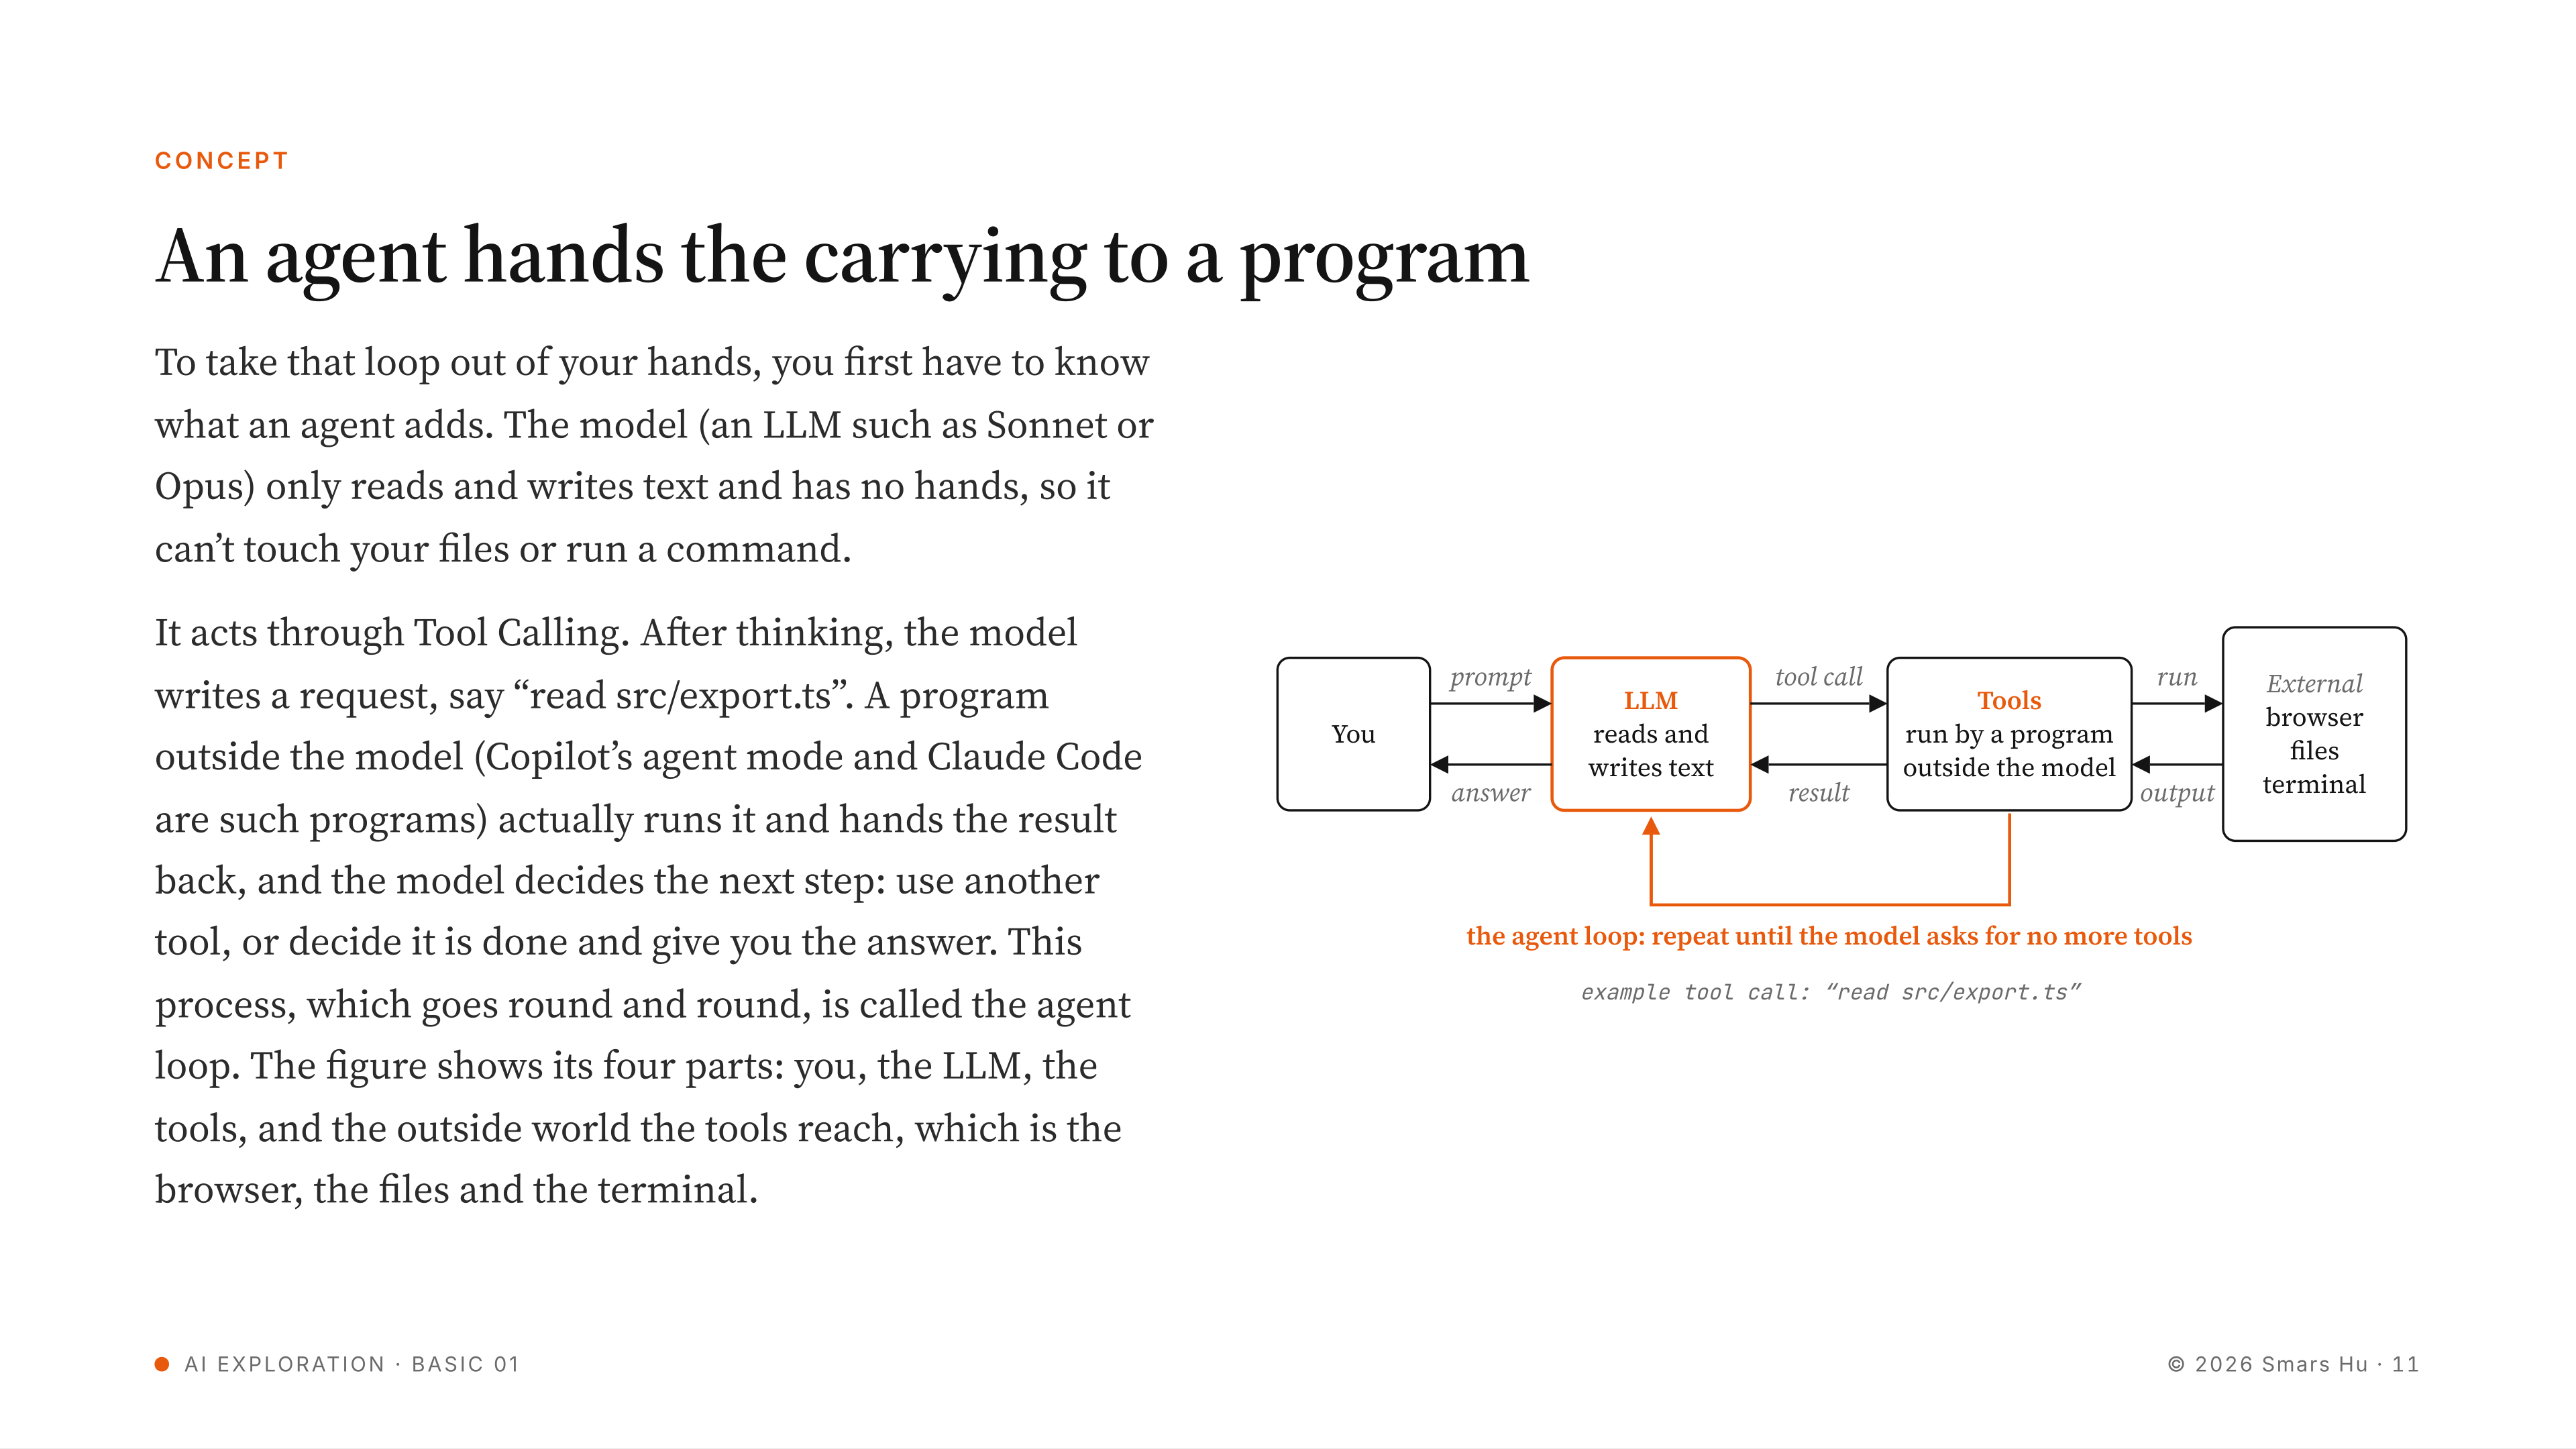 CONCEPT
An agent hands the carrying to a program
To take that loop out of your hands, you first have to know
what an agent adds. The model (an LLM such as Sonnet or
Opus) only reads and writes text and has no hands, so it
can’t touch your files or run a command.
It acts through Tool Calling. After thinking, the model
writes a request, say “read src/export.ts”. A program
outside the model (Copilot’s agent mode and Claude Code
are such programs) actually runs it and hands the result
back, and the model decides the next step: use another
tool, or decide it is done and give you the answer. This
process, which goes round and round, is called the agent
loop. The figure shows its four parts: you, the LLM, the
tools, and the outside world the tools reach, which is the
browser, the files and the terminal.
You
prompt
answer
LLM
reads and
writes text
tool call
result
Tools
run by a program
outside the model
run
output
External
browser
files
terminal
the agent loop: repeat until the model asks for no more tools
example tool call: “read src/export.ts”
AI EXPLORATION · BASIC 01
© 2026 Smars Hu · 11